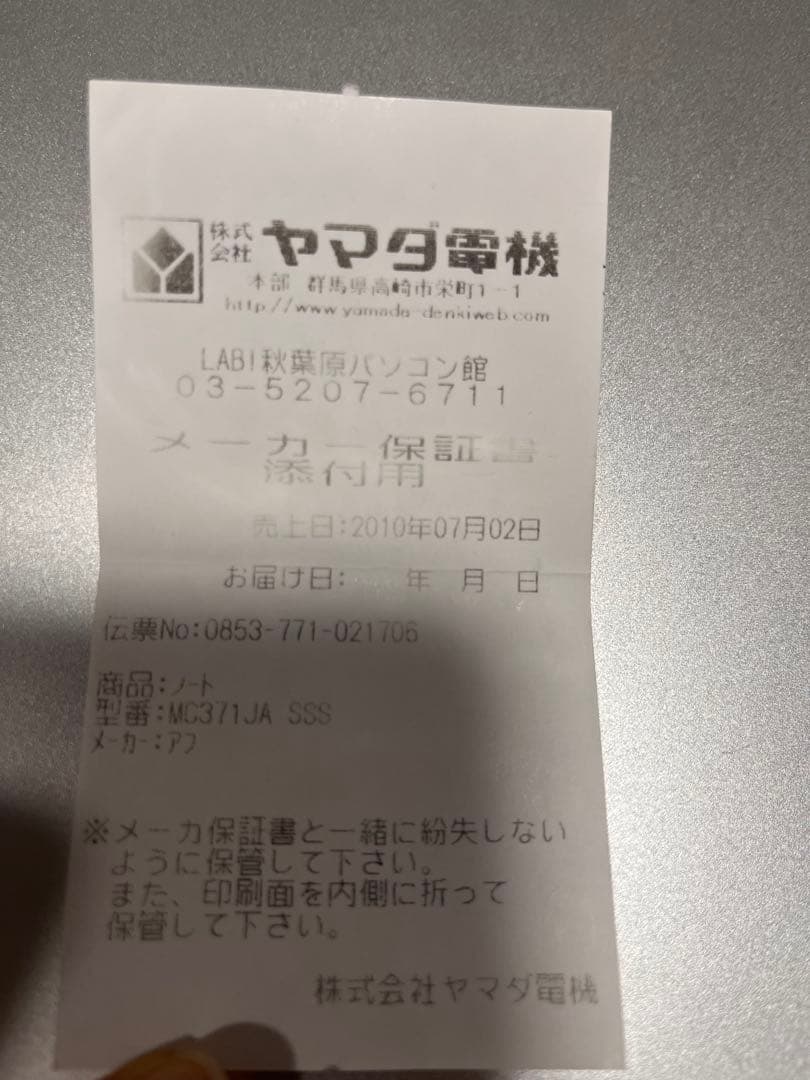 株式会社 ヤマダ電機
本部 群馬県高崎市栄町1-1
http://www.yamada-denkiweb.com
LABI秋葉原パソコン館
03-5207-6711
メーカー保証書
添付用
売上日:2010年07月02日
お届け日: 年 月 日
伝票No:0853-771-021706
商品:ノート
型番:MC371JA SSS
メーカー:アフ
※メーカ保証書と一緒に紛失しない
ように保管して下さい。
また、印刷面を内側に折って
保管して下さい。
株式会社ヤマダ電機